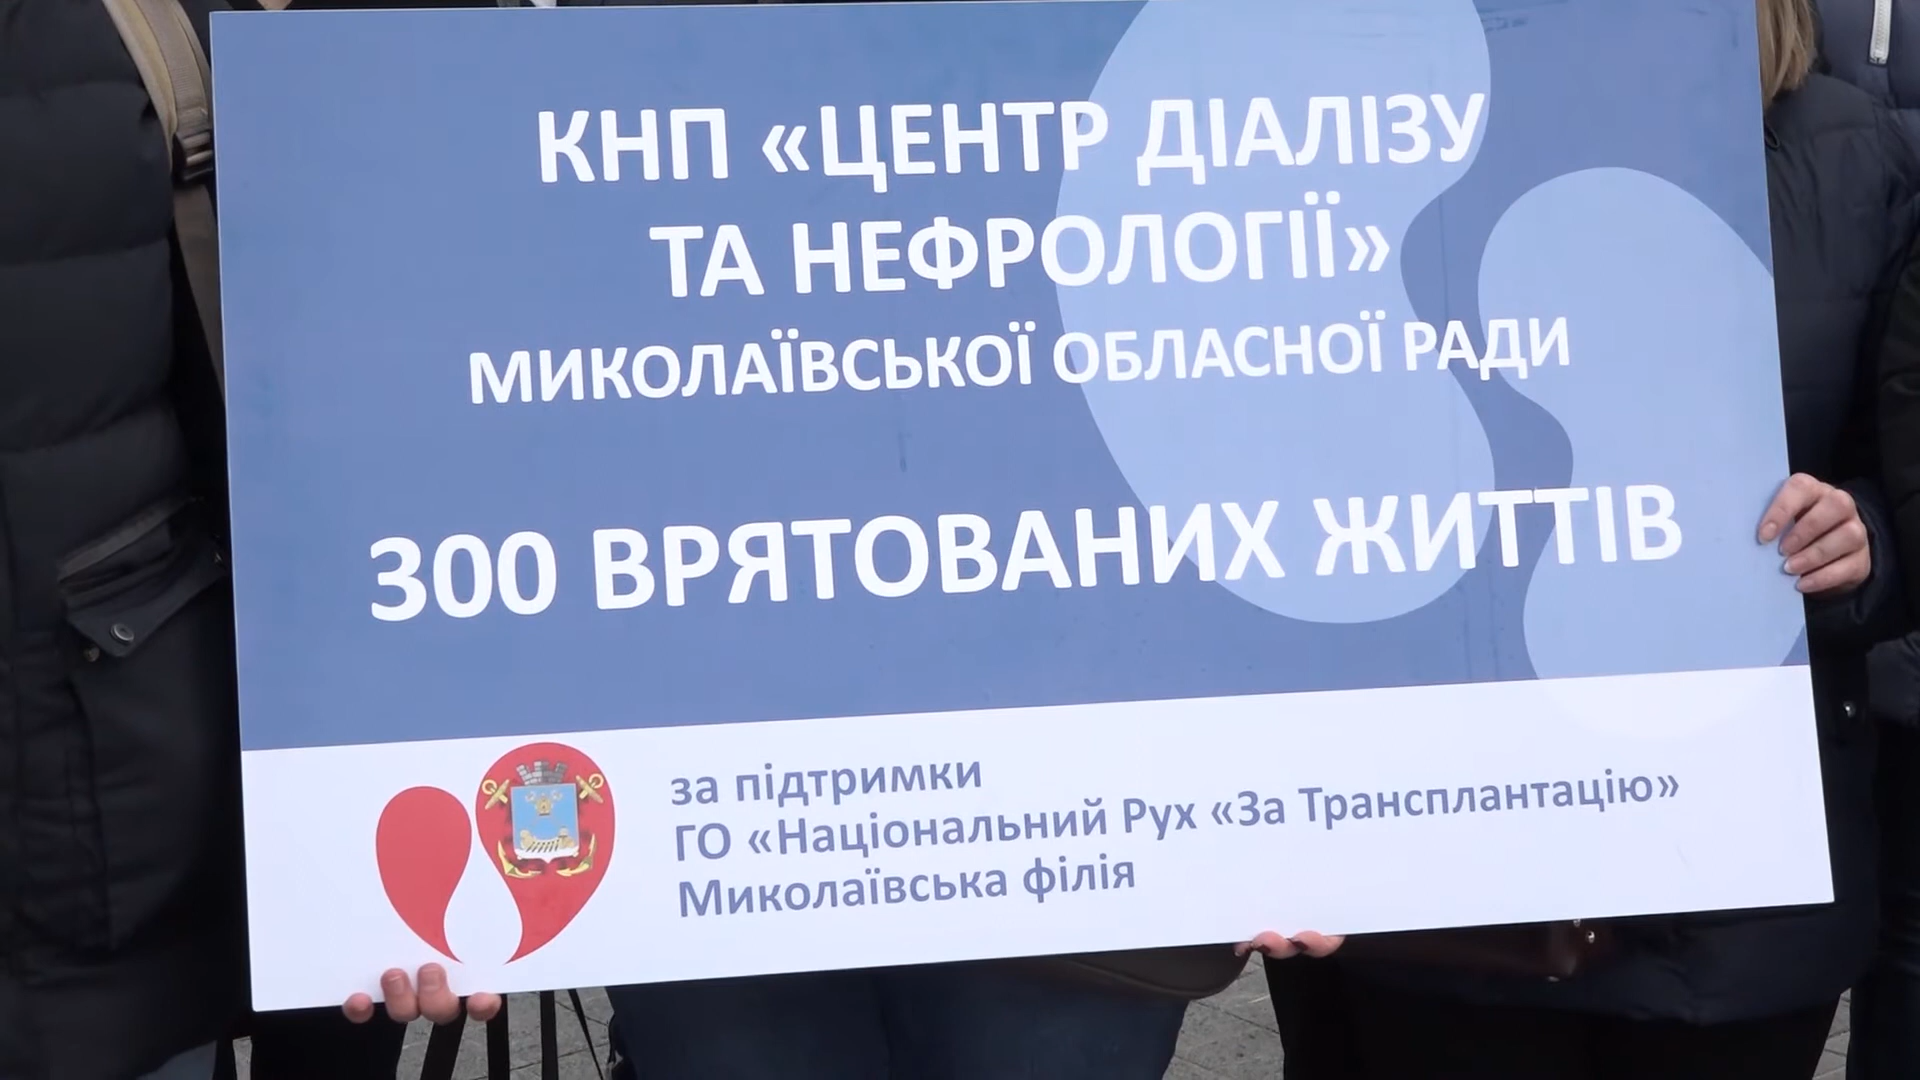 КНП «ЦЕНТР ДІАЛІЗУ
ТА НЕФРОЛОГІЇ»
МИКОЛАЇВСЬКОЇ ОБЛАСНОЇ РАДИ
300 ВРЯТОВАНИХ ЖИТТІВ
за підтримки
ГО «Національний Рух «За Трансплантацію»
Миколаївська філія